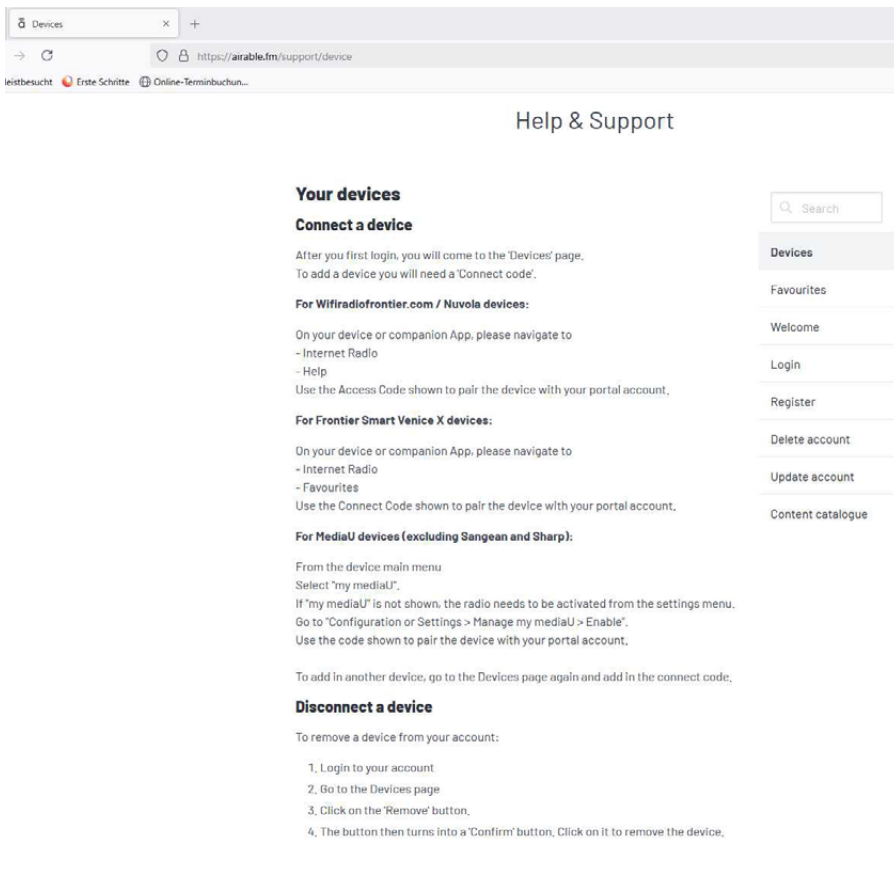 ā Devices
https://airable.fm/support/device
leistbesucht Erste Schritte Online-Terminbuchun...
Help & Support
Your devices
Connect a device
After you first login, you will come to the 'Devices' page.
To add a device you will need a 'Connect code'.
For Wifiradiofrontier.com / Nuvola devices:
On your device or companion App, please navigate to
- Internet Radio
- Help
Use the Access Code shown to pair the device with your portal account.
For Frontier Smart Venice X devices:
On your device or companion App, please navigate to
- Internet Radio
- Favourites
Use the Connect Code shown to pair the device with your portal account.
For MediaU devices (excluding Sangean and Sharp):
From the device main menu
Select "my mediaU".
If "my mediaU" is not shown, the radio needs to be activated from the settings menu.
Go to "Configuration or Settings > Manage my mediaU > Enable".
Use the code shown to pair the device with your portal account.
To add in another device, go to the Devices page again and add in the connect code.
Disconnect a device
To remove a device from your account:
1. Login to your account
2. Go to the Devices page
3. Click on the 'Remove' button.
4. The button then turns into a 'Confirm' button. Click on it to remove the device.
Search
Devices
Favourites
Welcome
Login
Register
Delete account
Update account
Content catalogue